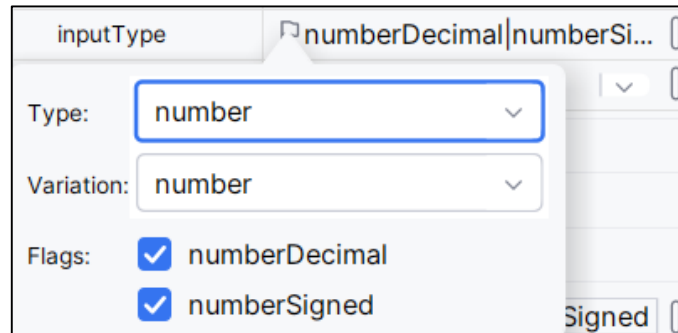 inputType numberDecimal|numberSi...
Type: number
Variation: number
Flags: numberDecimal
numberSigned
Signed